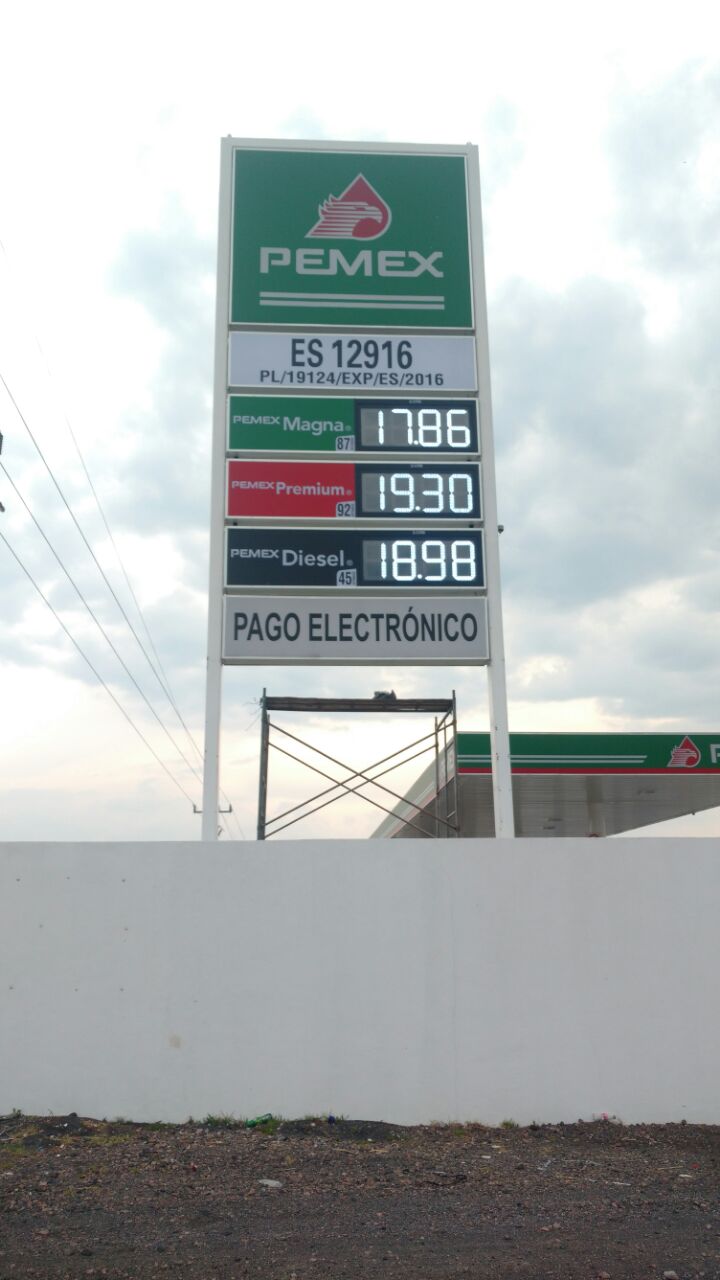 PEMEX
ES 12916
PL/19124/EXP/ES/2016
PEMEX Magna
87
17.86
PEMEX Premium
92
19.30
PEMEX Diesel
45
18.98
PAGO ELECTRÓNICO